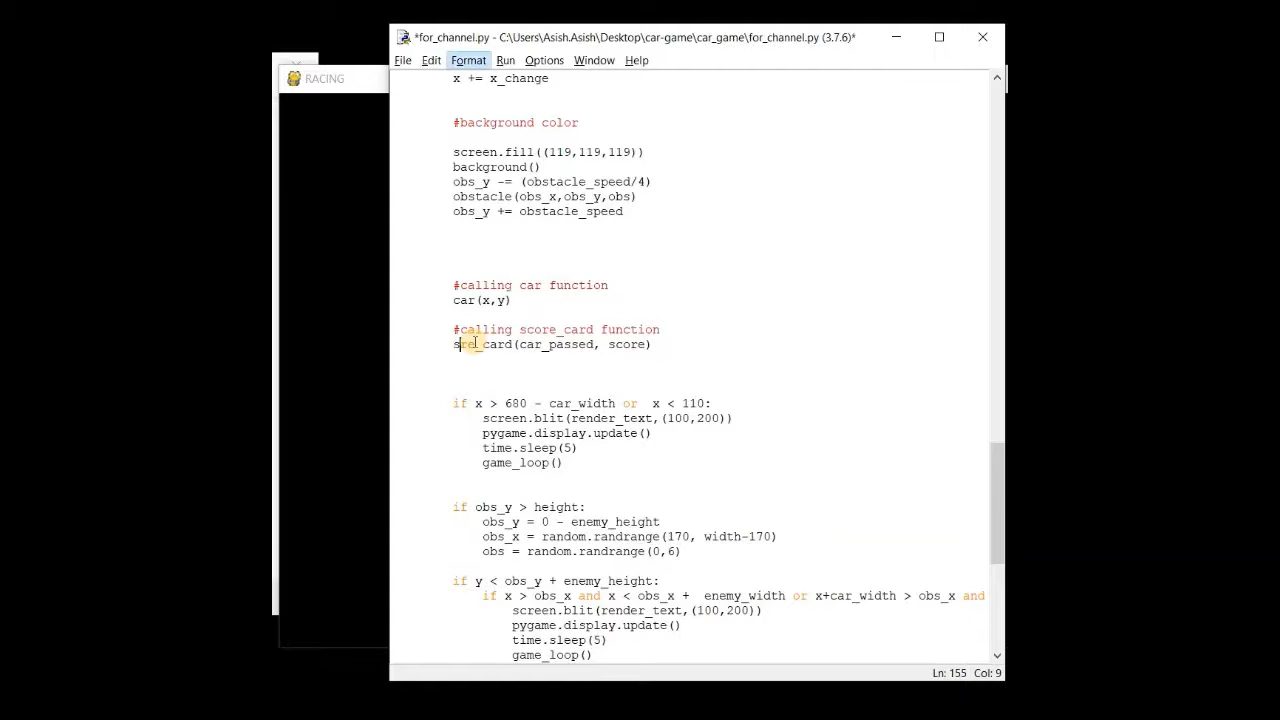 *for_channel.py - C:\Users\Asish.Asish\Desktop\car-game\car_game\for_channel.py (3.7.6)*
RACING
File Edit Format Run Options Window Help
x += x_change
#background color
screen.fill((119,119,119))
background()
obs_y -= (obstacle_speed/4)
obstacle(obs_x,obs_y,obs)
obs_y += obstacle_speed
#calling car function
car(x,y)
#calling score_card function
sre_card(car_passed, score)
if x > 680 - car_width or  x < 110:
screen.blit(render_text,(100,200))
pygame.display.update()
time.sleep(5)
game_loop()
if obs_y > height:
obs_y = 0 - enemy_height
obs_x = random.randrange(170, width-170)
obs = random.randrange(0,6)
if y < obs_y + enemy_height:
if x > obs_x and x < obs_x +  enemy_width or x+car_width > obs_x and
screen.blit(render_text,(100,200))
pygame.display.update()
time.sleep(5)
game_loop()
Ln: 155 Col: 9